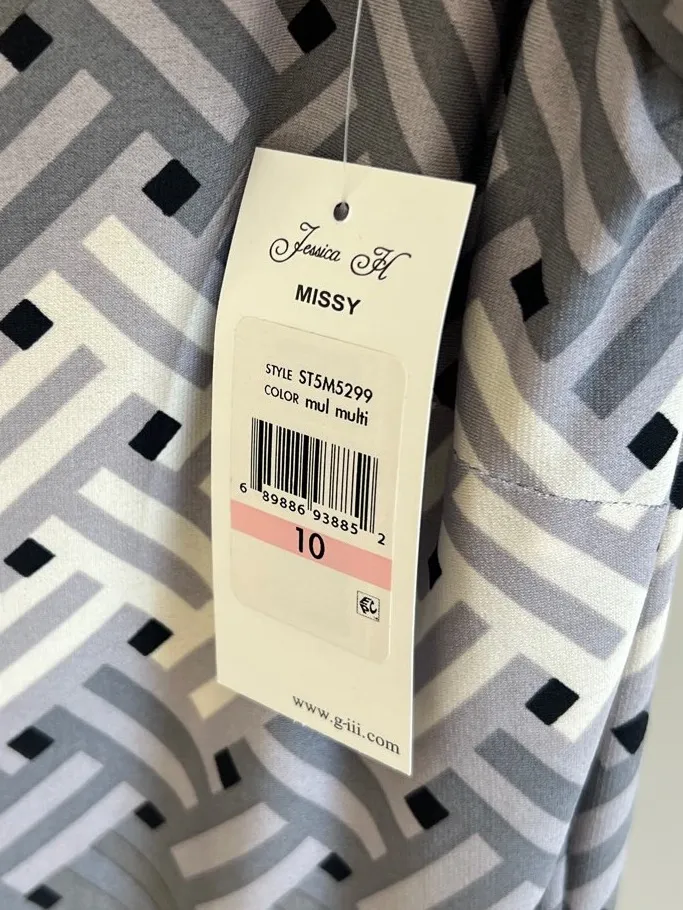 Jessica H
MISSY
STYLE ST5M5299
COLOR mul multi
6 89886 93885 2
10
www.g-iii.com